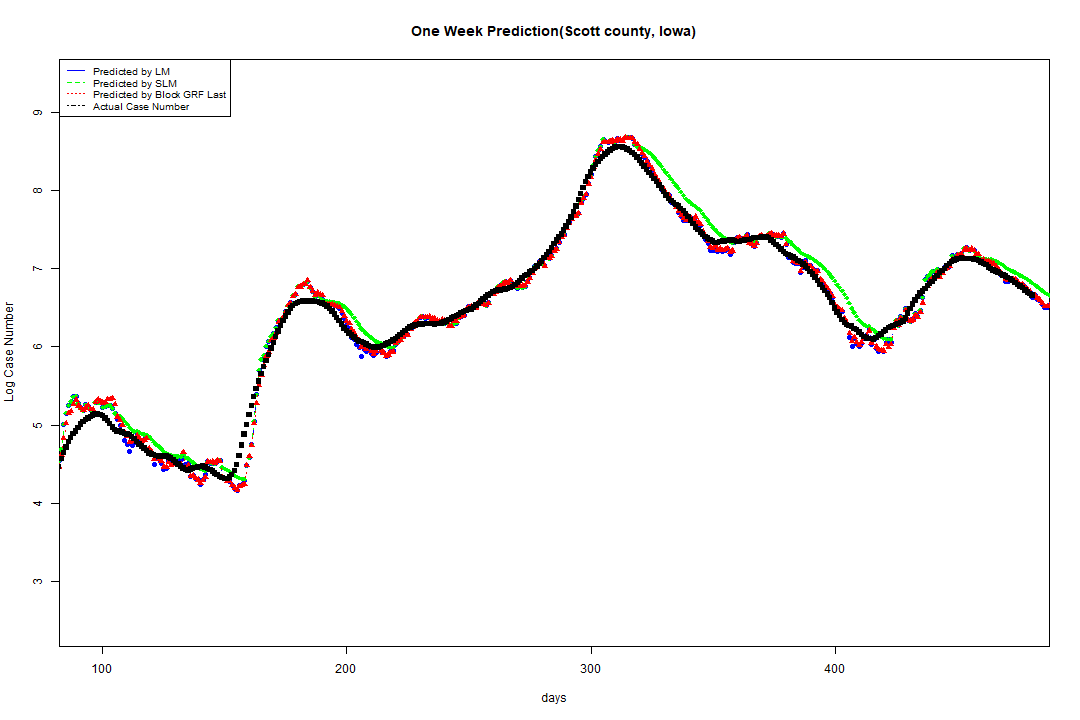 One Week Prediction(Scott county, Iowa)
Predicted by LM
Predicted by SLM
Predicted by Block GRF Last
Actual Case Number
Log Case Number
9
8
7
6
5
4
3
100 200 300 400
days